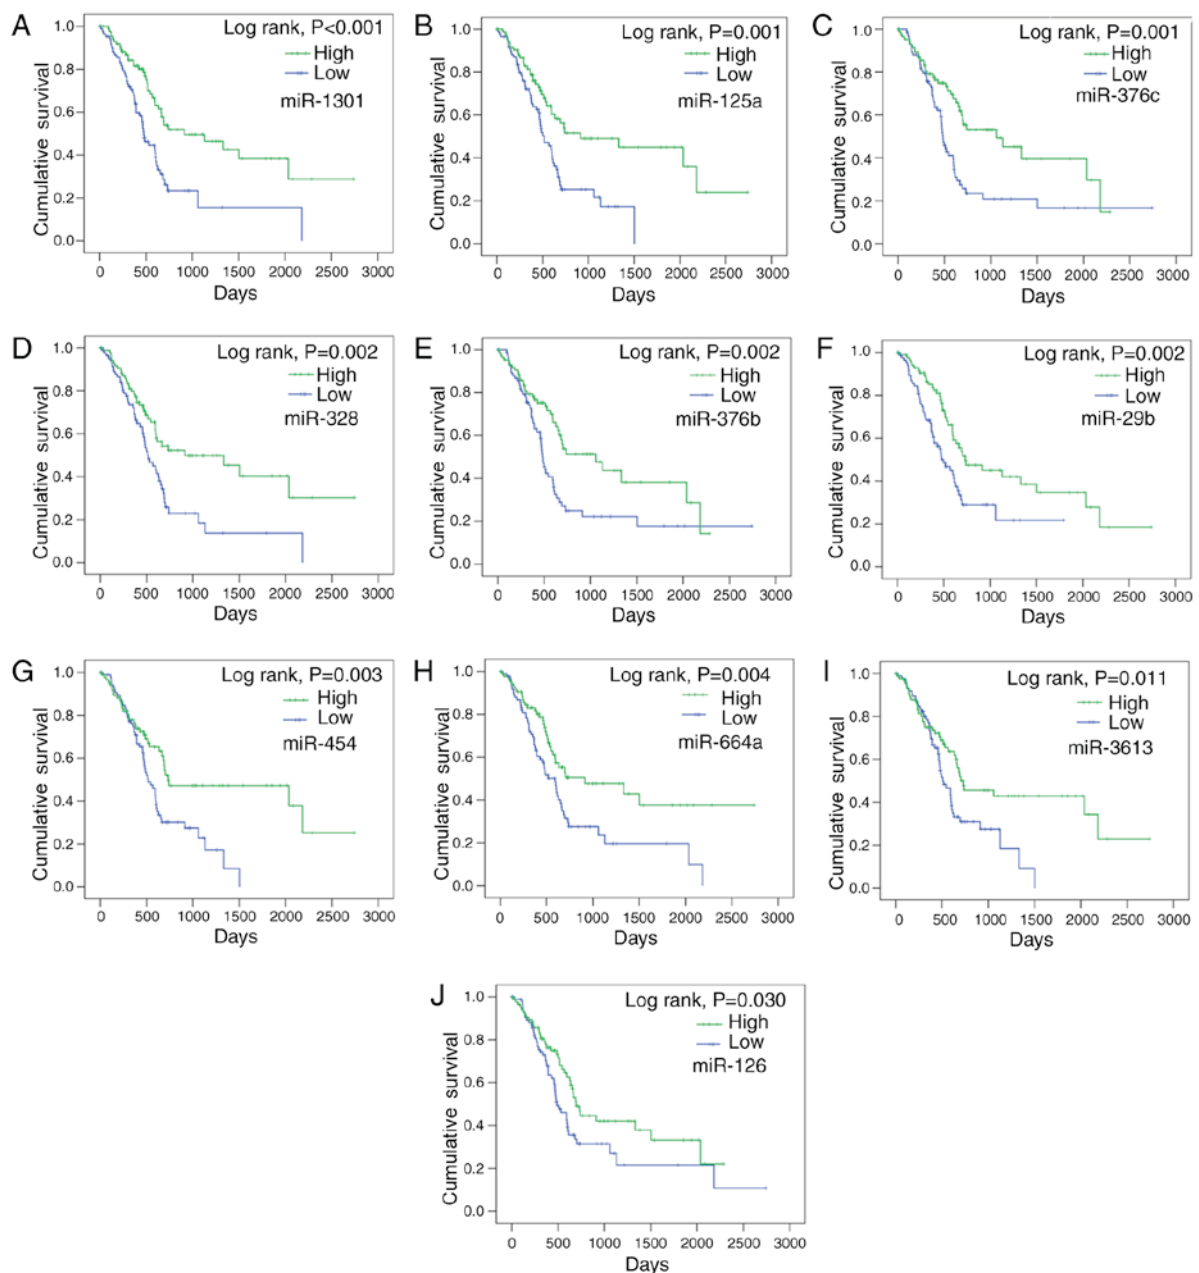 A
Log rank, P<0.001
High
Low
miR-1301
Cumulative survival
1.0
0.8
0.6
0.4
0.2
0.0
0 500 1000 1500 2000 2500 3000
Days
B
Log rank, P=0.001
High
Low
miR-125a
Cumulative survival
1.0
0.8
0.6
0.4
0.2
0.0
0 500 1000 1500 2000 2500 3000
Days
C
Log rank, P=0.001
High
Low
miR-376c
Cumulative survival
1.0
0.8
0.6
0.4
0.2
0.0
0 500 1000 1500 2000 2500 3000
Days
D
Log rank, P=0.002
High
Low
miR-328
Cumulative survival
1.0
0.8
0.6
0.4
0.2
0.0
0 500 1000 1500 2000 2500 3000
Days
E
Log rank, P=0.002
High
Low
miR-376b
Cumulative survival
1.0
0.8
0.6
0.4
0.2
0.0
0 500 1000 1500 2000 2500 3000
Days
F
Log rank, P=0.002
High
Low
miR-29b
Cumulative survival
1.0
0.8
0.6
0.4
0.2
0.0
0 500 1000 1500 2000 2500 3000
Days
G
Log rank, P=0.003
High
Low
miR-454
Cumulative survival
1.0
0.8
0.6
0.4
0.2
0.0
0 500 1000 1500 2000 2500 3000
Days
H
Log rank, P=0.004
High
Low
miR-664a
Cumulative survival
1.0
0.8
0.6
0.4
0.2
0.0
0 500 1000 1500 2000 2500 3000
Days
I
Log rank, P=0.011
High
Low
miR-3613
Cumulative survival
1.0
0.8
0.6
0.4
0.2
0.0
0 500 1000 1500 2000 2500 3000
Days
J
Log rank, P=0.030
High
Low
miR-126
Cumulative survival
1.0
0.8
0.6
0.4
0.2
0.0
0 500 1000 1500 2000 2500 3000
Days